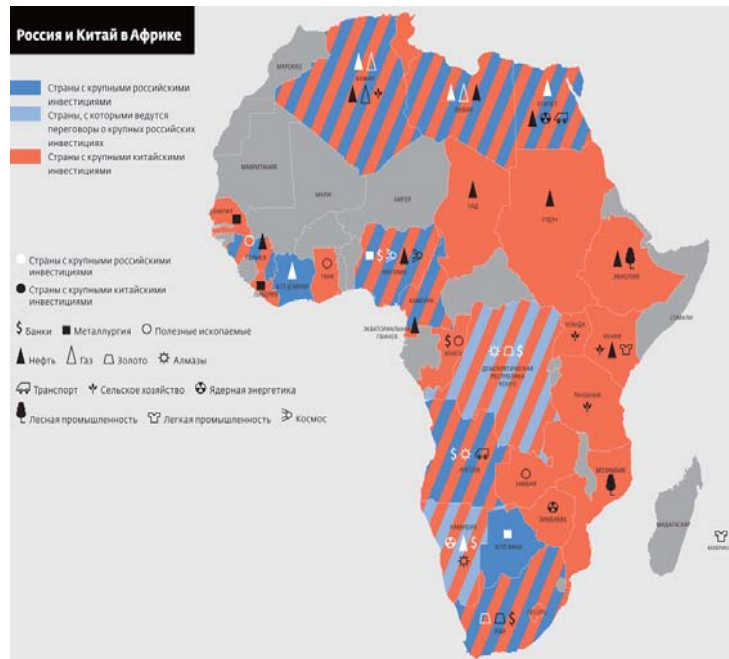 Россия и Китай в Африке
Страны с крупными российскими
инвестициями
Страны, с которыми ведутся
переговоры о крупных российских
инвестициях
Страны с крупными китайскими
инвестициями
Страны с крупными российскими
инвестициями
Страны с крупными китайскими
инвестициями
$ Банки
Металлургия
Полезные ископаемые
Нефть
Газ
Золото
Алмазы
Транспорт
Сельское хозяйство
Ядерная энергетика
Лесная промышленность
Легкая промышленность
Космос
МАРОККО
АЛЖИР
ЛИВИЯ
ЕГИПЕТ
МАВРИТАНИЯ
МАЛИ
НИГЕР
ЧАД
СУДАН
СЕНЕГАЛ
ГВИНЕЯ
ЛИБЕРИЯ
КОТ-Д'ИВУАР
ГАНА
НИГЕРИЯ
КАМЕРУН
ЭФИОПИЯ
СОМАЛИ
ЭКВАТОРИАЛЬНАЯ
ГВИНЕЯ
КОНГО
ДЕМОКРАТИЧЕСКАЯ
РЕСПУБЛИКА
КОНГО
УГАНДА
КЕНИЯ
ТАНЗАНИЯ
АНГОЛА
ЗАМБИЯ
МОЗАМБИК
ЗИМБАБВЕ
НАМИБИЯ
БОТСВАНА
МАДАГАСКАР
ЛЕСОТО
ЮАР